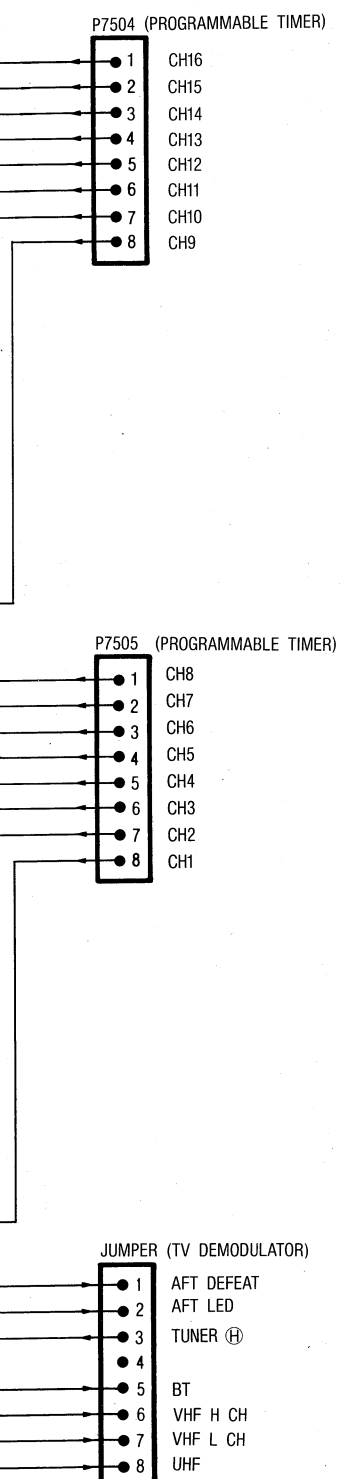 P7504 (PROGRAMMABLE TIMER)
1 CH16
2 CH15
3 CH14
4 CH13
5 CH12
6 CH11
7 CH10
8 CH9
P7505 (PROGRAMMABLE TIMER)
1 CH8
2 CH7
3 CH6
4 CH5
5 CH4
6 CH3
7 CH2
8 CH1
JUMPER (TV DEMODULATOR)
1 AFT DEFEAT
2 AFT LED
3 TUNER Ⓗ
4
5 BT
6 VHF H CH
7 VHF L CH
8 UHF